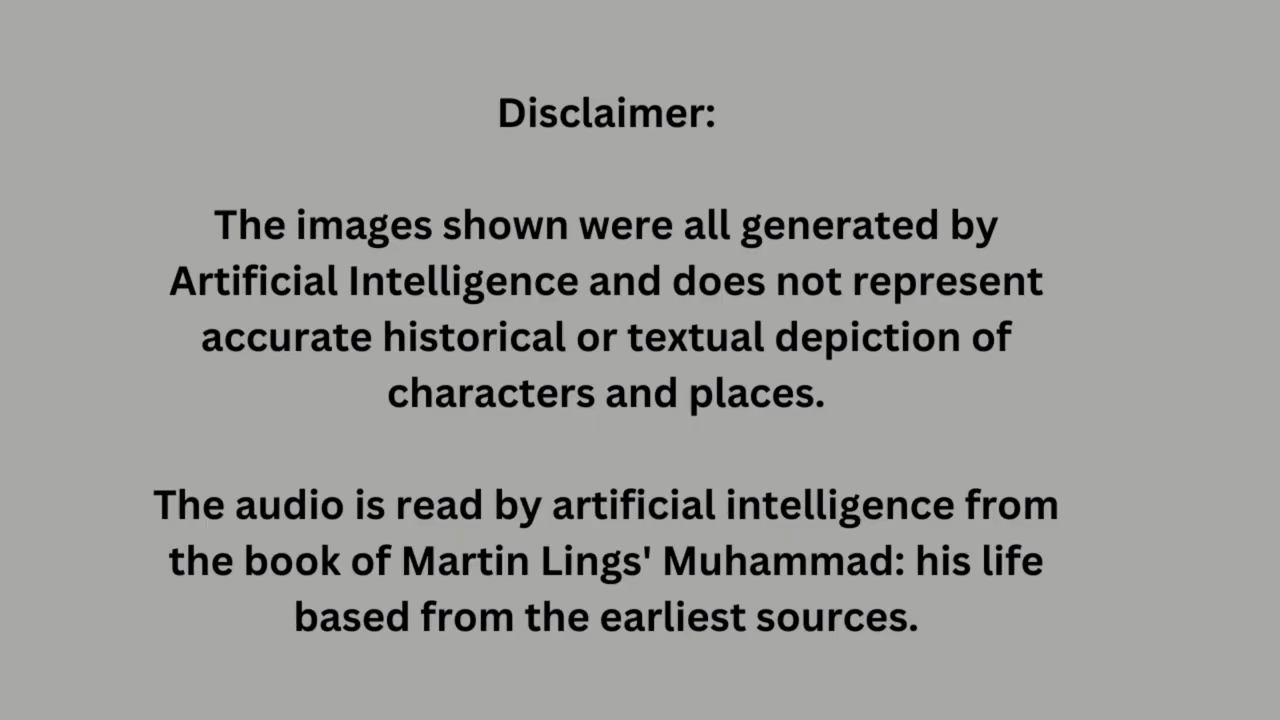 Disclaimer:
The images shown were all generated by
Artificial Intelligence and does not represent
accurate historical or textual depiction of
characters and places.
The audio is read by artificial intelligence from
the book of Martin Lings' Muhammad: his life
based from the earliest sources.